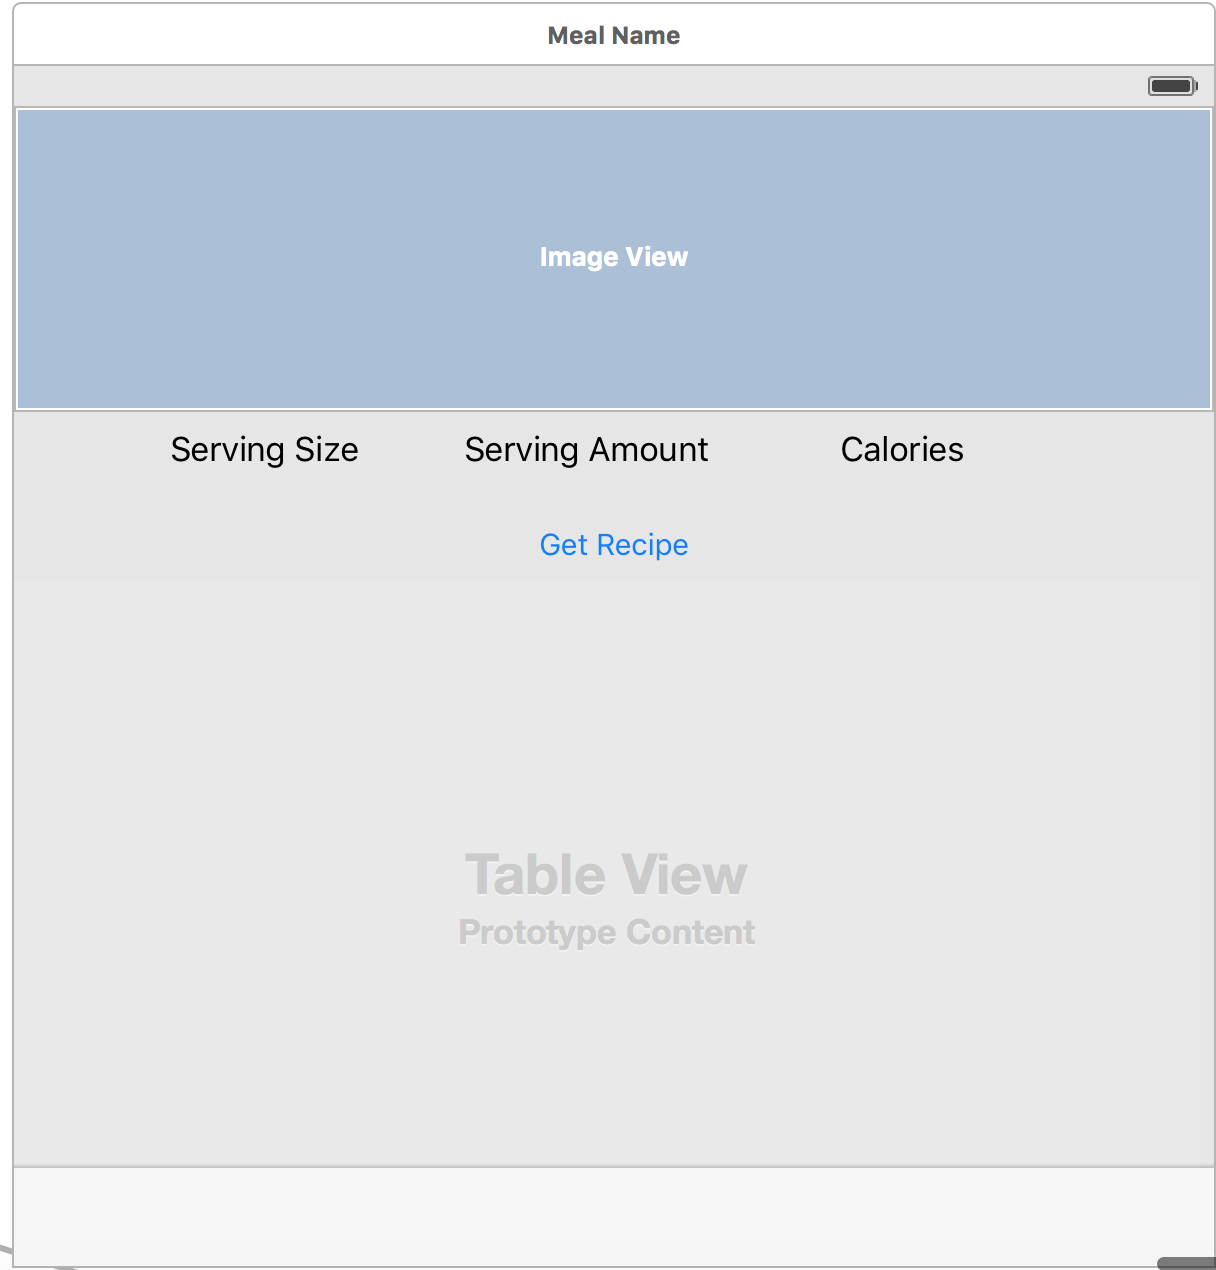 Meal Name
Image View
Serving Size Serving Amount Calories
Get Recipe
Table View
Prototype Content